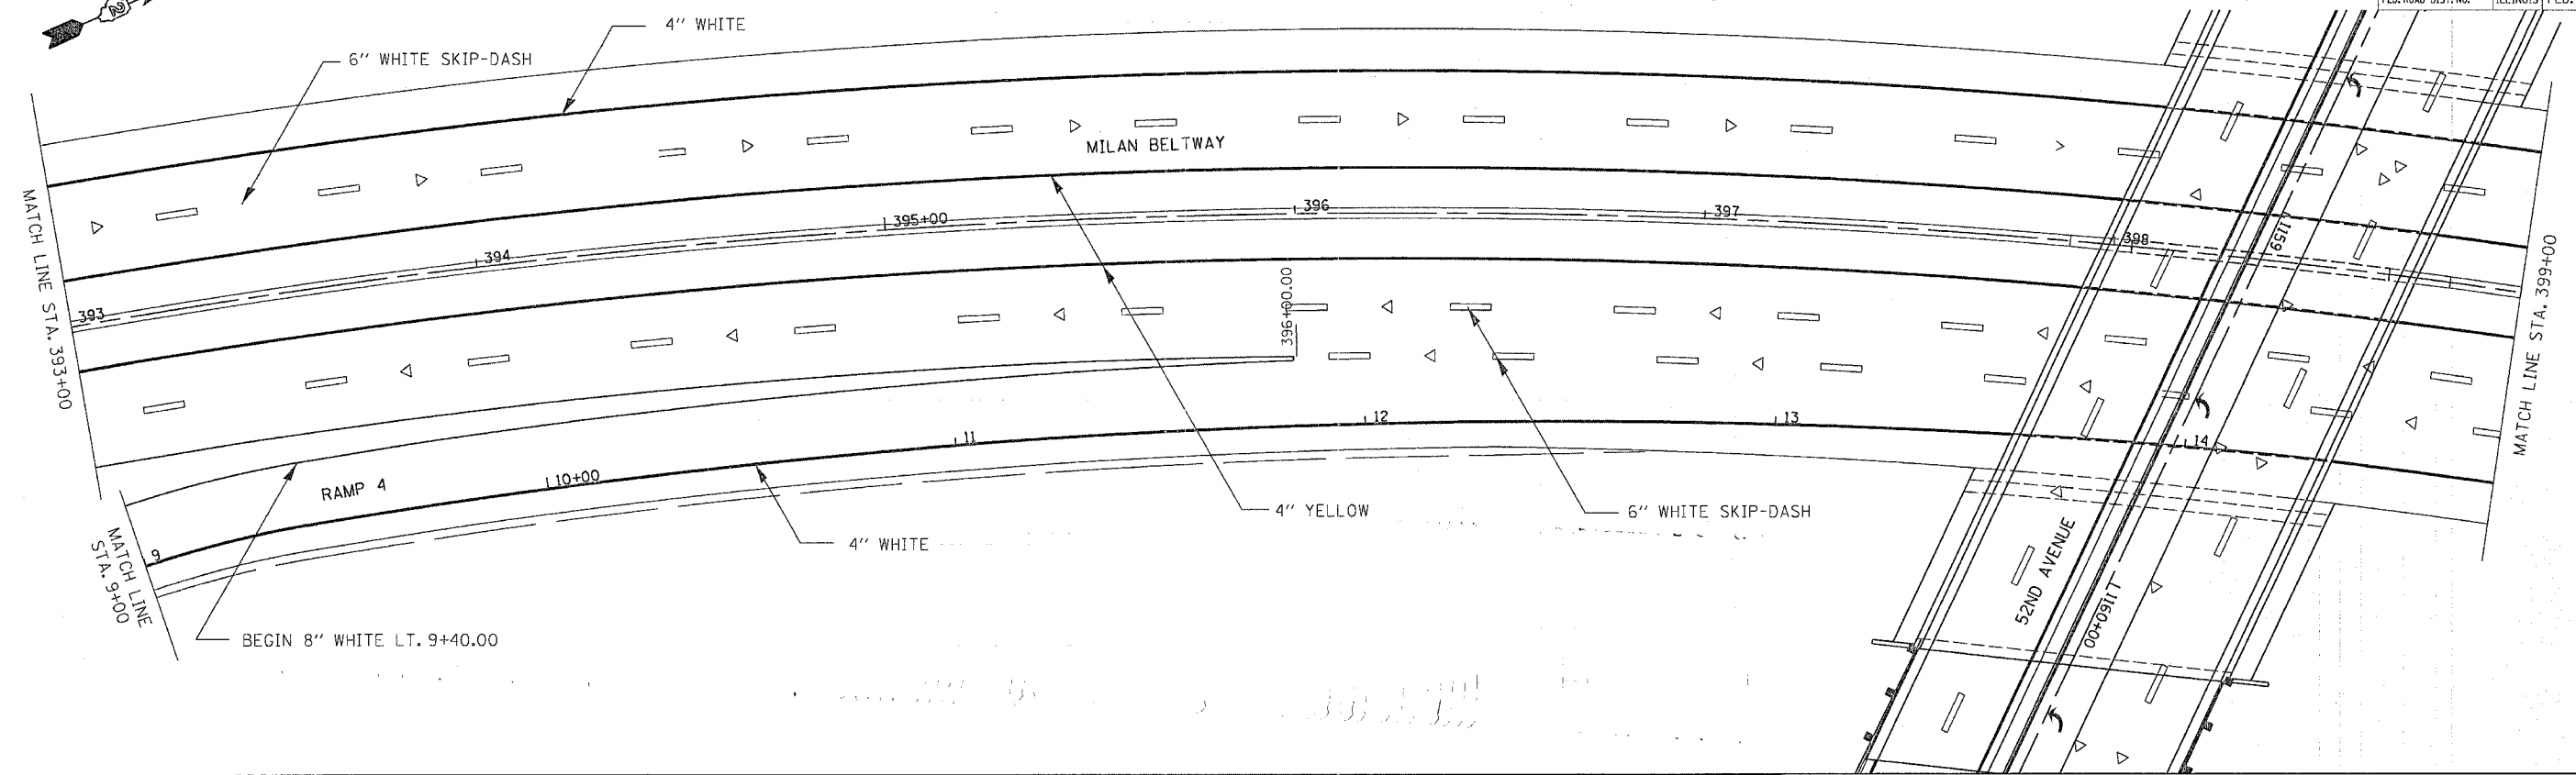 4" WHITE
6" WHITE SKIP-DASH
MILAN BELTWAY
MATCH LINE STA. 393+00
393
394
395+00
396
397
398
1159
396+00.00
MATCH LINE STA. 399+00
RAMP 4
9
10+00
11
12
13
14
4" YELLOW
6" WHITE SKIP-DASH
4" WHITE
MATCH LINE
STA. 9+00
BEGIN 8" WHITE LT. 9+40.00
52ND AVENUE
1160+00
ILLINOIS